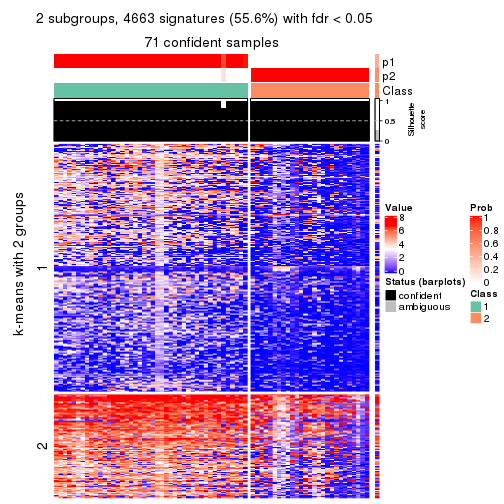 2 subgroups, 4663 signatures (55.6%) with fdr < 0.05
71 confident samples
p1
p2
Class
1
0.5
0
Silhouette
score
k-means with 2 groups
1
2
Value
8
6
4
2
0
Status (barplots)
confident
ambiguous
Prob
1
0.8
0.6
0.4
0.2
0
Class
1
2